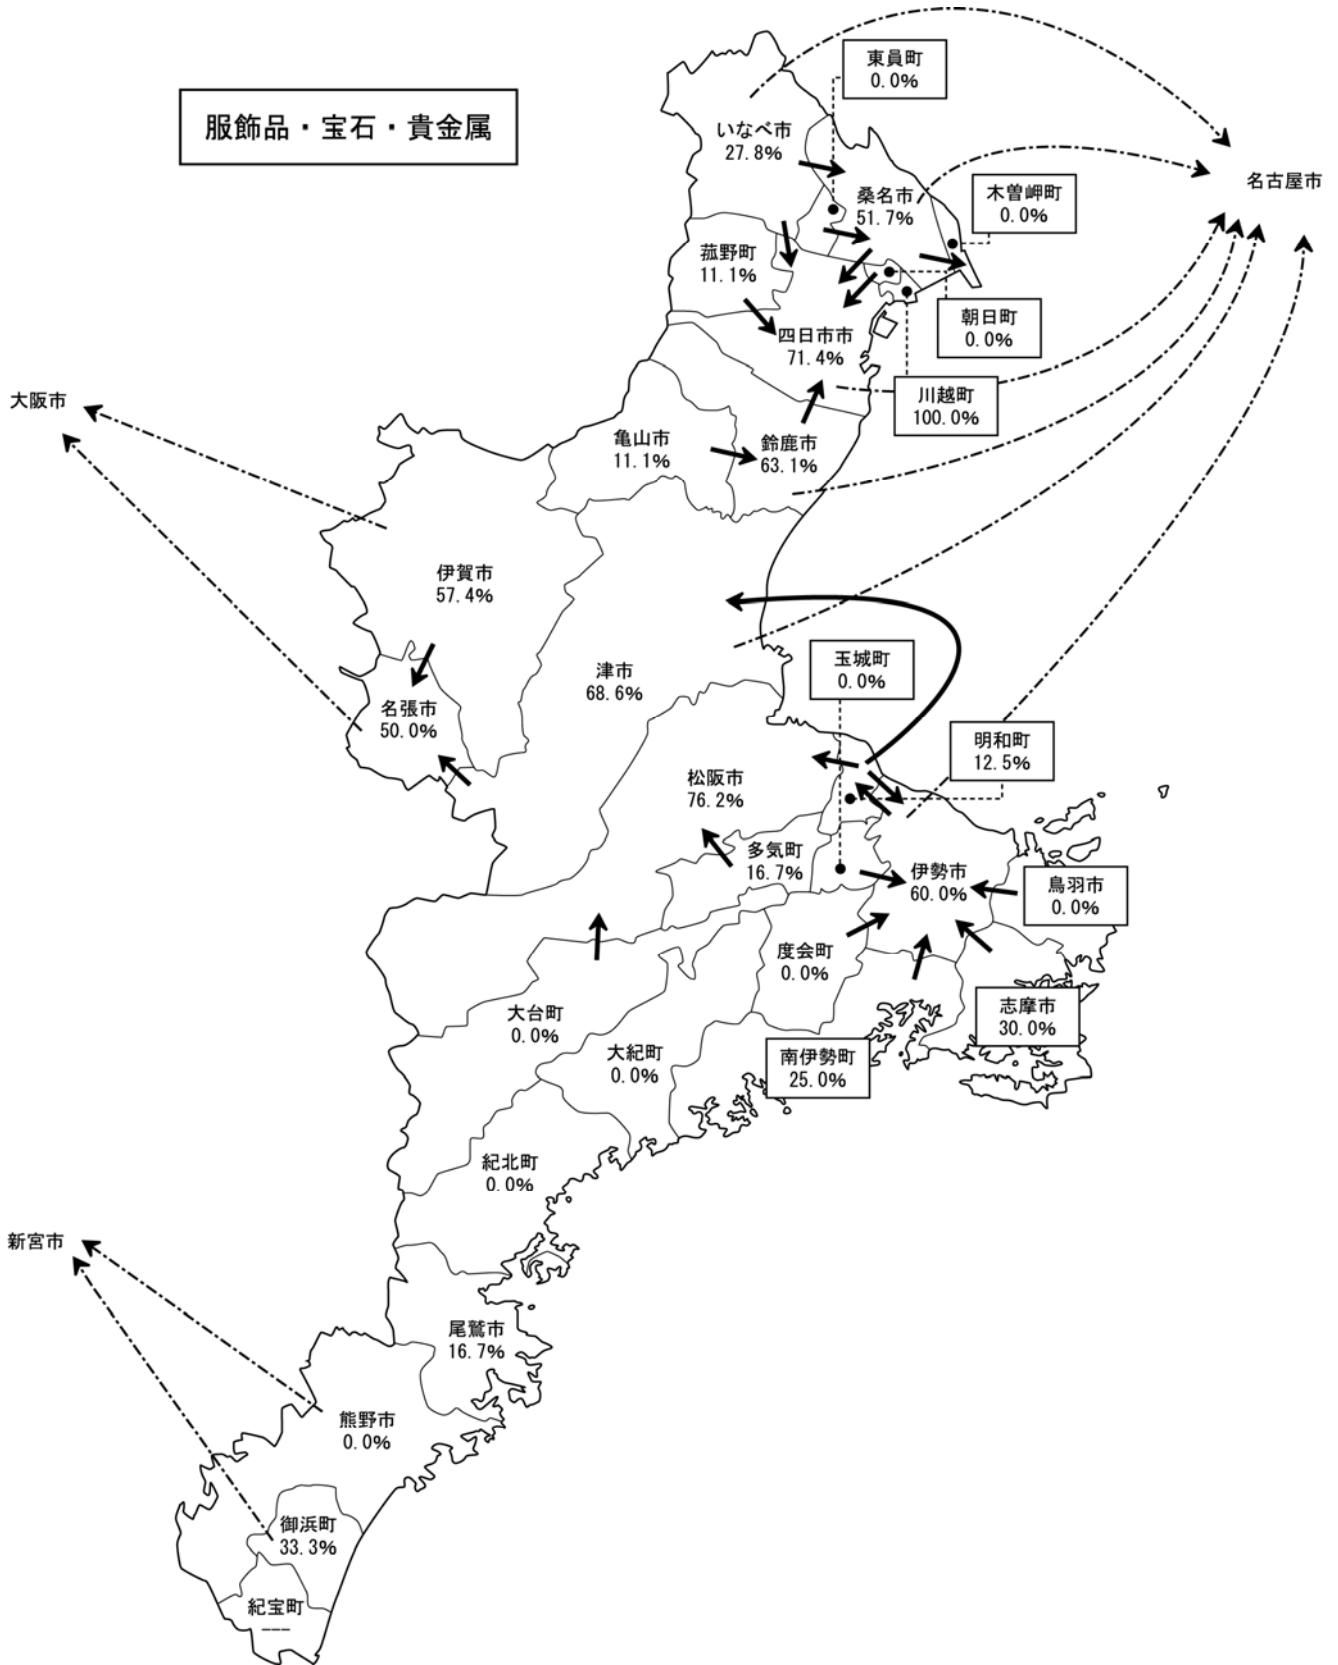 服飾品・宝石・貴金属
東員町
0.0%
いなべ市
27.8%
名古屋市
桑名市
51.7%
木曽岬町
0.0%
菰野町
11.1%
朝日町
0.0%
四日市市
71.4%
川越町
100.0%
大阪市
亀山市
11.1%
鈴鹿市
63.1%
伊賀市
57.4%
津市
68.6%
玉城町
0.0%
名張市
50.0%
明和町
12.5%
松阪市
76.2%
多気町
16.7%
伊勢市
60.0%
鳥羽市
0.0%
度会町
0.0%
志摩市
30.0%
大台町
0.0%
大紀町
0.0%
南伊勢町
25.0%
紀北町
0.0%
新宮市
尾鷲市
16.7%
熊野市
0.0%
御浜町
33.3%
紀宝町
---